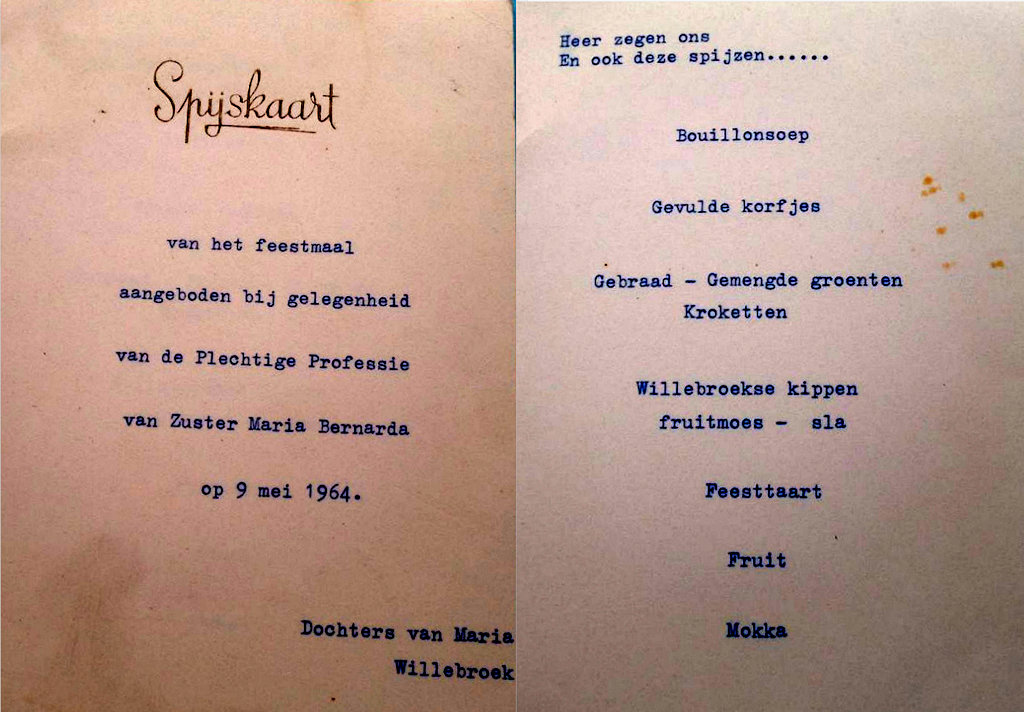 Spijskaart
van het feestmaal
aangeboden bij gelegenheid
van de Plechtige Professie
van Zuster Maria Bernarda
op 9 mei 1964.
Dochters van Maria
Willebroek
Heer zegen ons
En ook deze spijzen......
Bouillonsoep
Gevulde korfjes
Gebraad - Gemengde groenten
Kroketten
Willebroekse kippen
fruitmoes - sla
Feesttaart
Fruit
Mokka